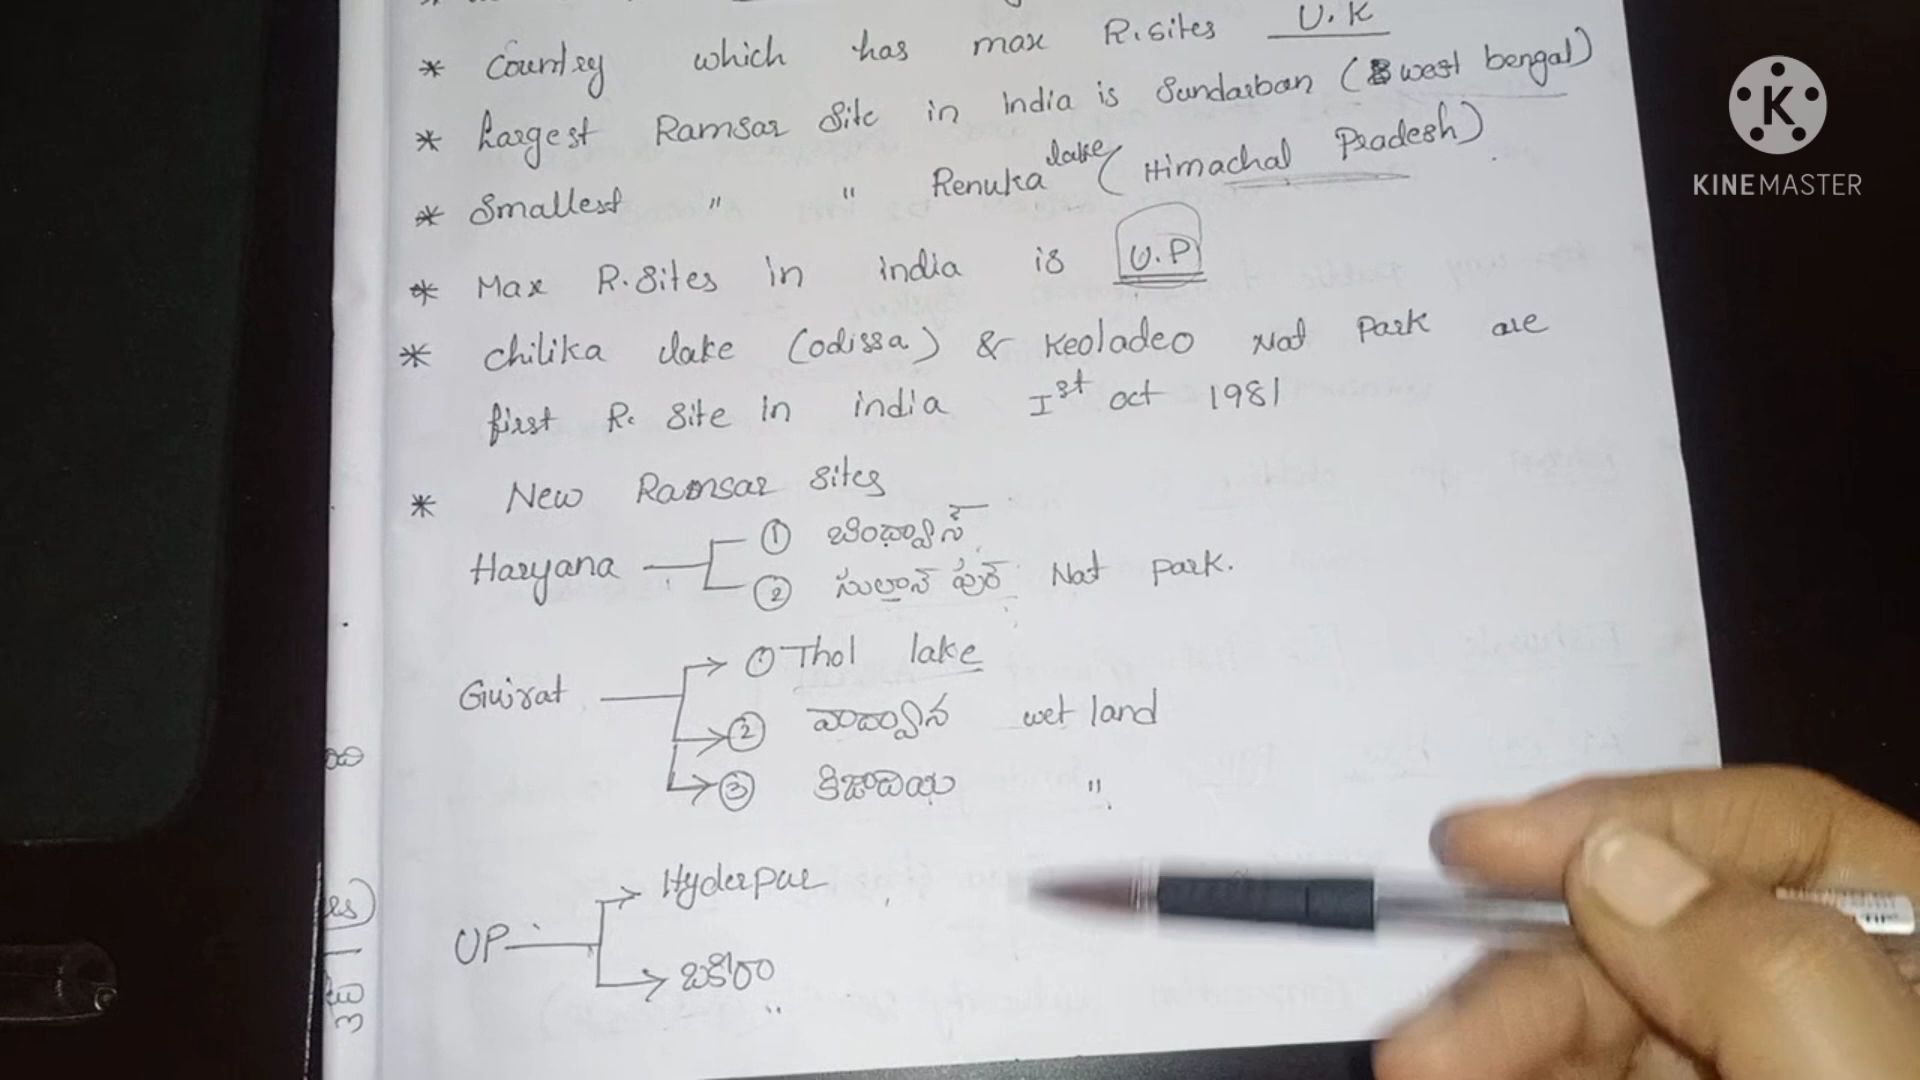 * Country which has max R.sites U.K
* Largest Ramsar Site in india is Sundarban (west bengal)
* Smallest " " Renuka lake (Himachal Pradesh)
* Max R.Sites in india is U.P
* Chilika lake (odissa) & Keoladeo Nat Park are
first R. Site in india Ist oct 1981
* New Ramsar Sites
Haryana
① బింద్వాస్
② సుల్తాన్ పుర్ Nat park.
Gujrat
① Thol lake
② వాద్వాన wet land
③ కిజాదియ "
UP
Hyderpur
బకిరా
K
KINEMASTER